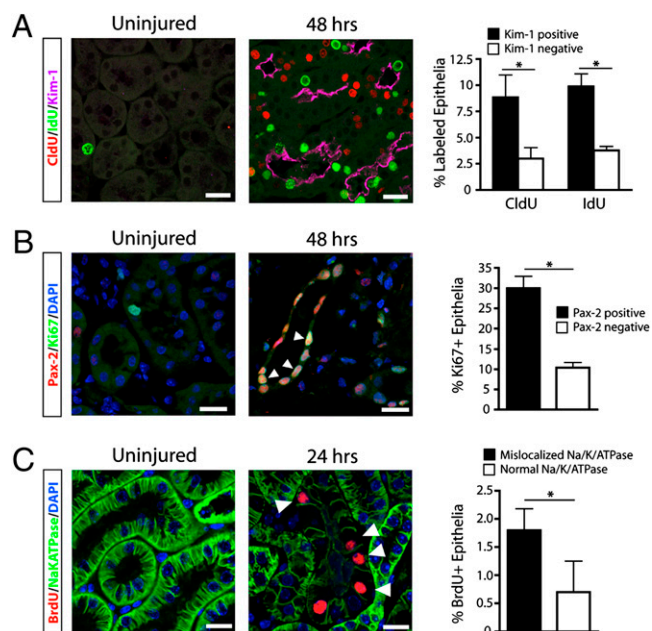 A
Uninjured
48 hrs
CldU/IdU/Kim-1
Kim-1 positive
Kim-1 negative
% Labeled Epithelia
12.5
10.0
7.5
5.0
2.5
0
*
*
CldU
IdU
B
Uninjured
48 hrs
Pax-2/Ki67/DAPI
% Ki67+ Epithelia
35
30
25
20
15
10
5
0
*
Pax-2 positive
Pax-2 negative
C
Uninjured
24 hrs
BrdU/NaKATPase/DAPI
Mislocalized Na/K/ATPase
Normal Na/K/ATPase
% BrdU+ Epithelia
2.5
2.0
1.5
1.0
0.5
0
*